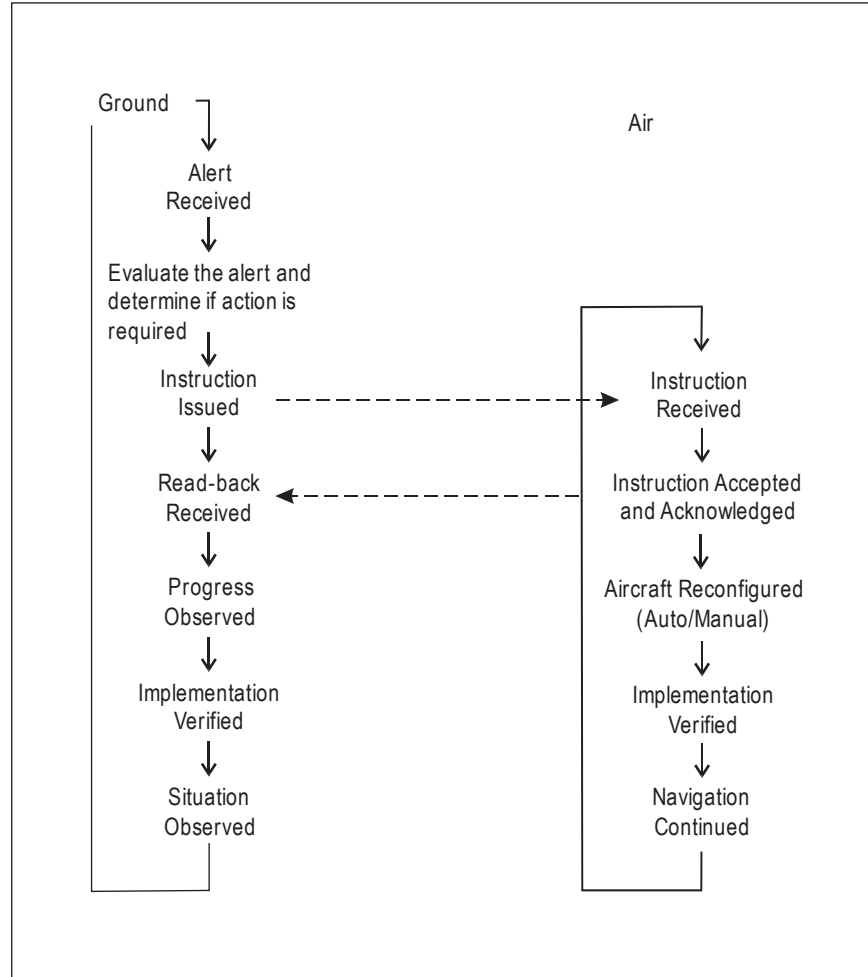 Ground
Alert
Received
Evaluate the alert and
determine if action is
required
Instruction
Issued
Read-back
Received
Progress
Observed
Implementation
Verified
Situation
Observed
Air
Instruction
Received
Instruction Accepted
and Acknowledged
Aircraft Reconfigured
(Auto/Manual)
Implementation
Verified
Navigation
Continued